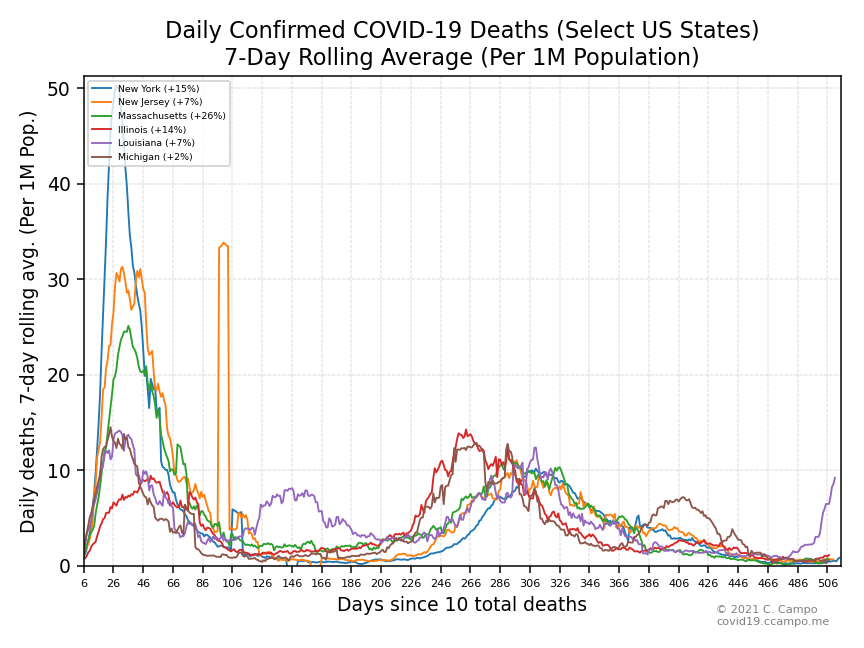 Daily Confirmed COVID-19 Deaths (Select US States)
7-Day Rolling Average (Per 1M Population)
Daily deaths, 7-day rolling avg. (Per 1M Pop.)
50
40
30
20
10
0
New York (+15%)
New Jersey (+7%)
Massachusetts (+26%)
Illinois (+14%)
Louisiana (+7%)
Michigan (+2%)
6 26 46 66 86 106 126 146 166 186 206 226 246 266 286 306 326 346 366 386 406 426 446 466 486 506
Days since 10 total deaths
© 2021 C. Campo
covid19.ccampo.me